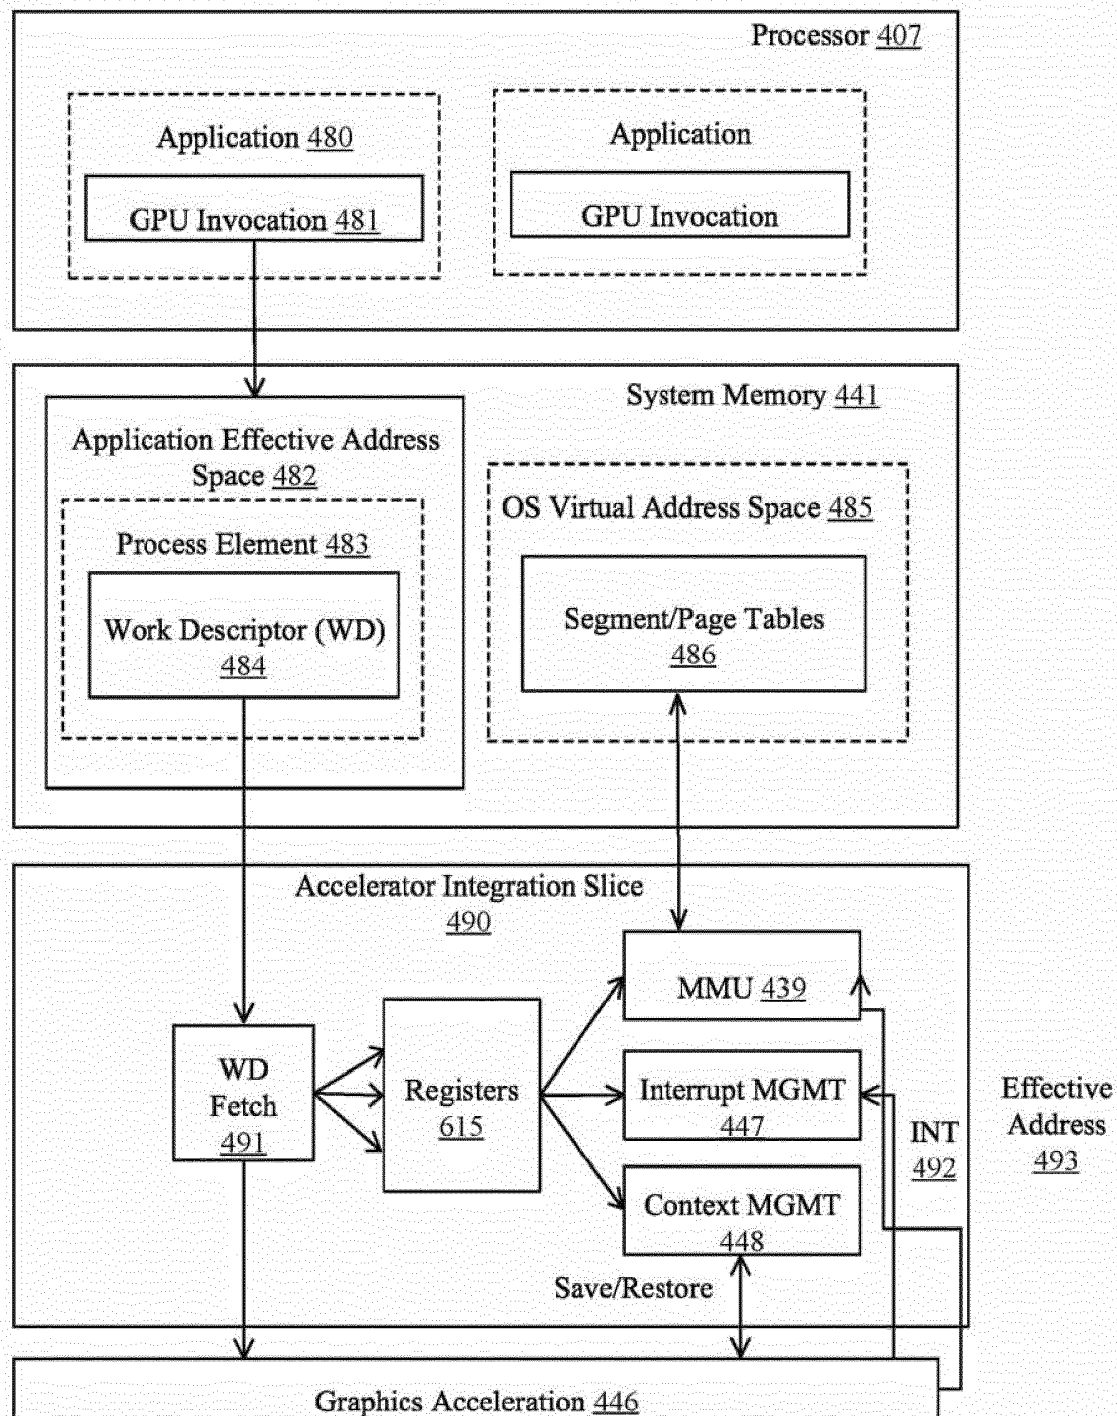 Processor 407
Application 480
GPU Invocation 481
Application
GPU Invocation
System Memory 441
Application Effective Address
Space 482
Process Element 483
Work Descriptor (WD)
484
OS Virtual Address Space 485
Segment/Page Tables
486
Accelerator Integration Slice
490
WD
Fetch
491
Registers
615
MMU 439
Interrupt MGMT
447
Context MGMT
448
INT
492
Effective
Address
493
Save/Restore
Graphics Acceleration 446